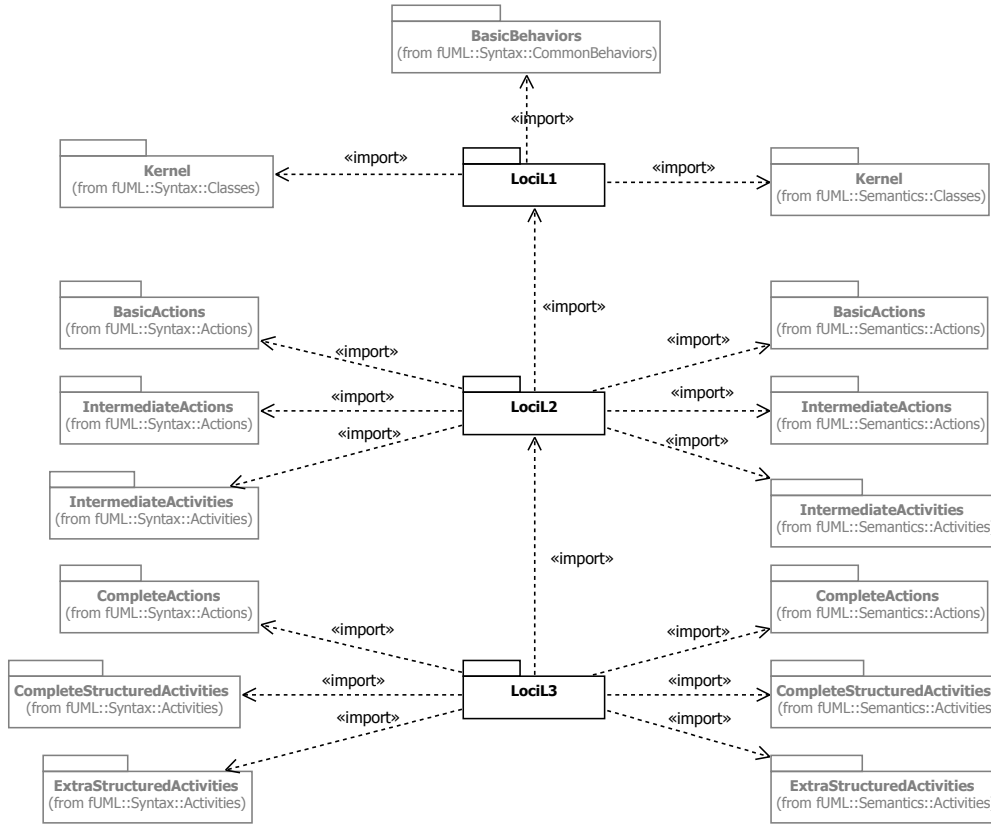 BasicBehaviors
(from fUML::Syntax::CommonBehaviors)
«import»
Kernel
(from fUML::Syntax::Classes)
«import»
LociL1
«import»
Kernel
(from fUML::Semantics::Classes)
«import»
BasicActions
(from fUML::Syntax::Actions)
«import»
«import»
BasicActions
(from fUML::Semantics::Actions)
IntermediateActions
(from fUML::Syntax::Actions)
«import»
LociL2
«import»
IntermediateActions
(from fUML::Semantics::Actions)
«import»
«import»
IntermediateActivities
(from fUML::Syntax::Activities)
IntermediateActivities
(from fUML::Semantics::Activities
«import»
CompleteActions
(from fUML::Syntax::Actions)
«import»
«import»
CompleteActions
(from fUML::Semantics::Actions)
CompleteStructuredActivities
(from fUML::Syntax::Activities)
«import»
LociL3
«import»
CompleteStructuredActivities
(from fUML::Semantics::Activities
«import»
«import»
ExtraStructuredActivities
(from fUML::Syntax::Activities)
ExtraStructuredActivities
(from fUML::Semantics::Activities